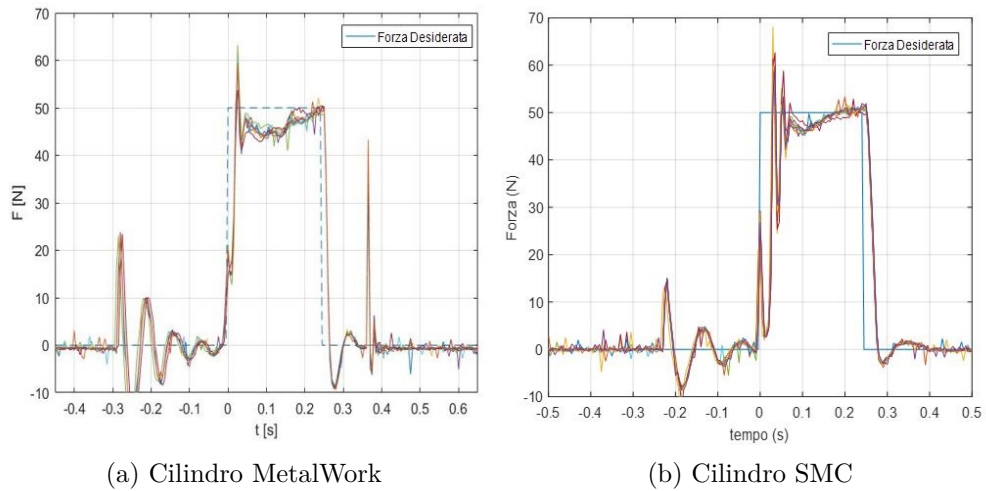 70
60
50
40
30
20
10
0
-10
F [N]
-0.4 -0.3 -0.2 -0.1 0 0.1 0.2 0.3 0.4 0.5 0.6
t [s]
Forza Desiderata
(a) Cilindro MetalWork
70
60
50
40
30
20
10
0
-10
Forza (N)
-0.5 -0.4 -0.3 -0.2 -0.1 0 0.1 0.2 0.3 0.4 0.5
tempo (s)
Forza Desiderata
(b) Cilindro SMC